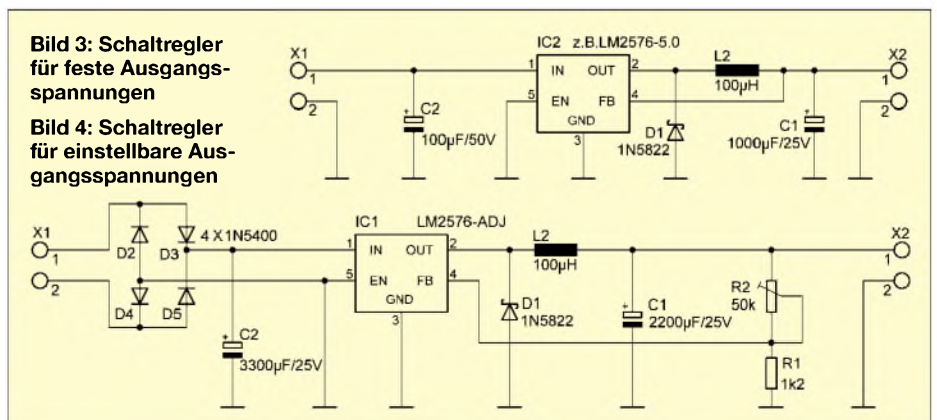 Bild 3: Schaltregler
für feste Ausgangs-
spannungen
Bild 4: Schaltregler
für einstellbare Aus-
gangsspannungen
X1
1
2
C2
+
100µF/50V
IC2 z.B.LM2576-5.0
1
IN
OUT
2
5
EN
FB
4
GND
3
D1
1N5822
L2
100µH
C1
+
1000µF/25V
X2
1
2
X1
1
2
D2
D3
4 X 1N5400
D4
D5
C2
+
3300µF/25V
IC1
LM2576-ADJ
1
IN
OUT
2
5
EN
FB
4
GND
3
D1
1N5822
L2
100µH
C1
+
2200µF/25V
R2
50k
R1
1k2
X2
1
2